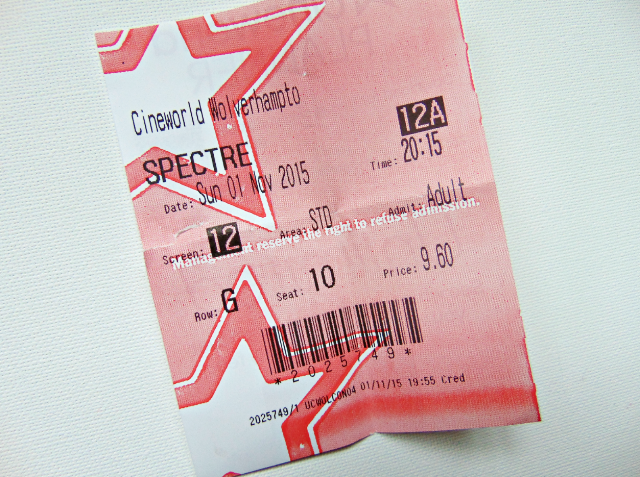 Cineworld Wolverhampto
12A
SPECTRE
Time: 20:15
Date: Sun 01 Nov 2015
Screen: 12 Area: STD Admit: Adult
Management reserve the right to refuse admission.
Row: G Seat: 10 Price: 9.60
*2025749*
2025749/1 UCWOLCON04 01/11/15 19:55 Cred